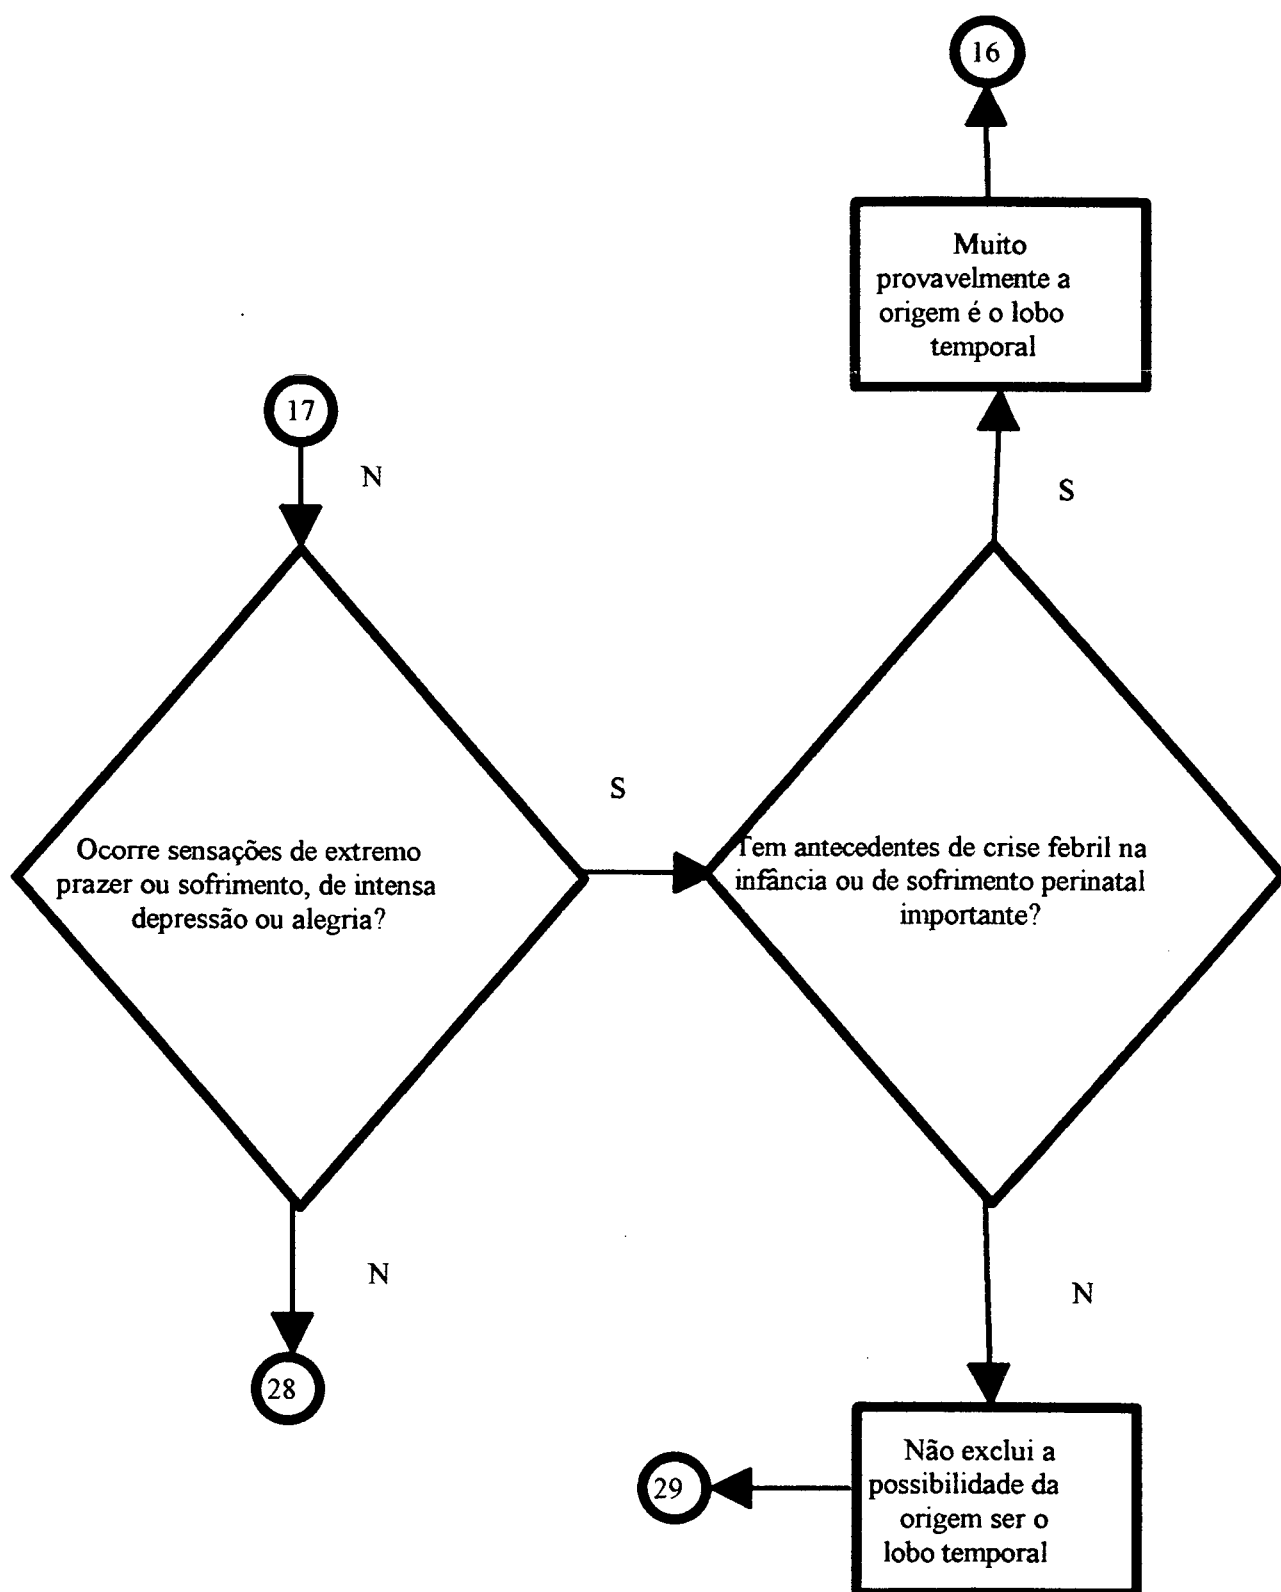 16
Muito
provavelmente a
origem é o lobo
temporal
17
N
S
Ocorre sensações de extremo
prazer ou sofrimento, de intensa
depressão ou alegria?
S
Tem antecedentes de crise febril na
infância ou de sofrimento perinatal
importante?
N
28
N
Não exclui a
possibilidade da
origem ser o
lobo temporal
29